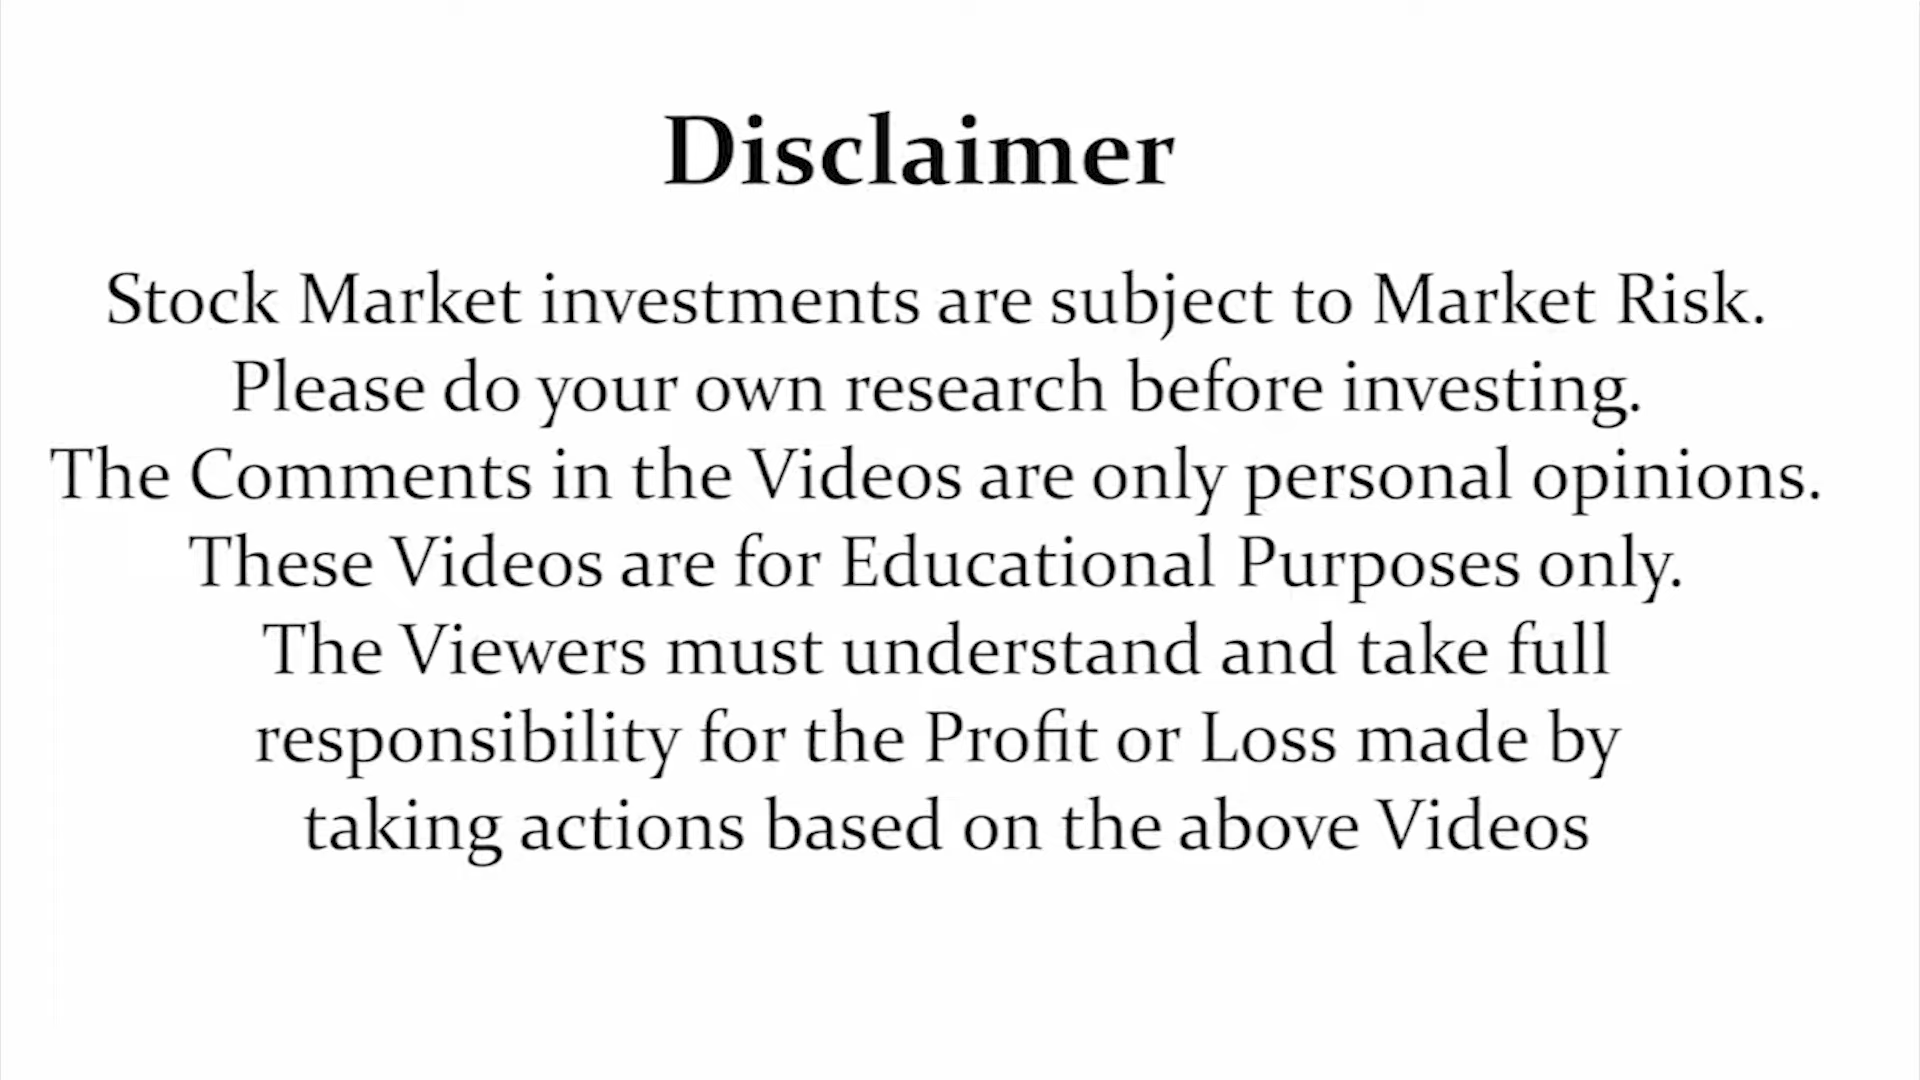 Disclaimer
Stock Market investments are subject to Market Risk.
Please do your own research before investing.
The Comments in the Videos are only personal opinions.
These Videos are for Educational Purposes only.
The Viewers must understand and take full
responsibility for the Profit or Loss made by
taking actions based on the above Videos